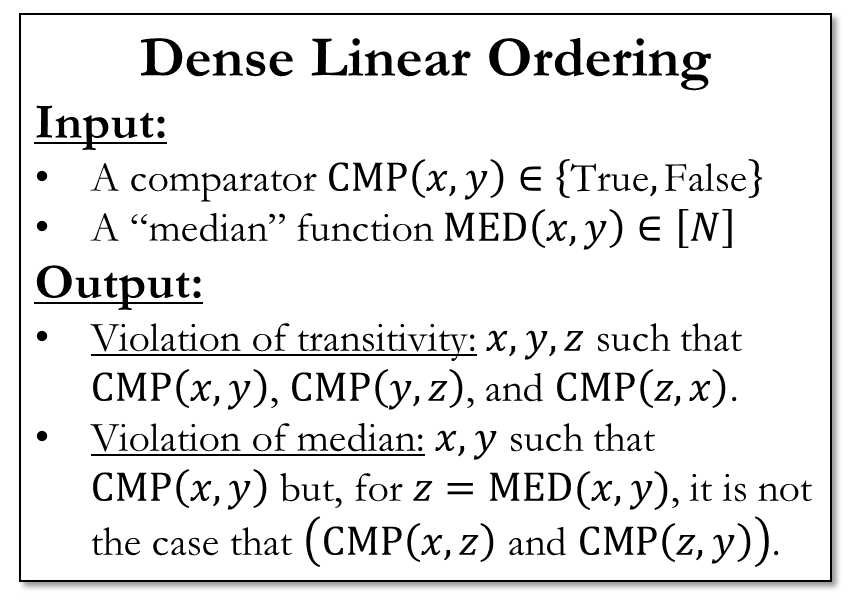 Dense Linear Ordering
Input:
• A comparator CMP(x, y) ∈ {True, False}
• A “median” function MED(x, y) ∈ [N]
Output:
• Violation of transitivity: x, y, z such that
CMP(x, y), CMP(y, z), and CMP(z, x).
• Violation of median: x, y such that
CMP(x, y) but, for z = MED(x, y), it is not
the case that (CMP(x, z) and CMP(z, y)).